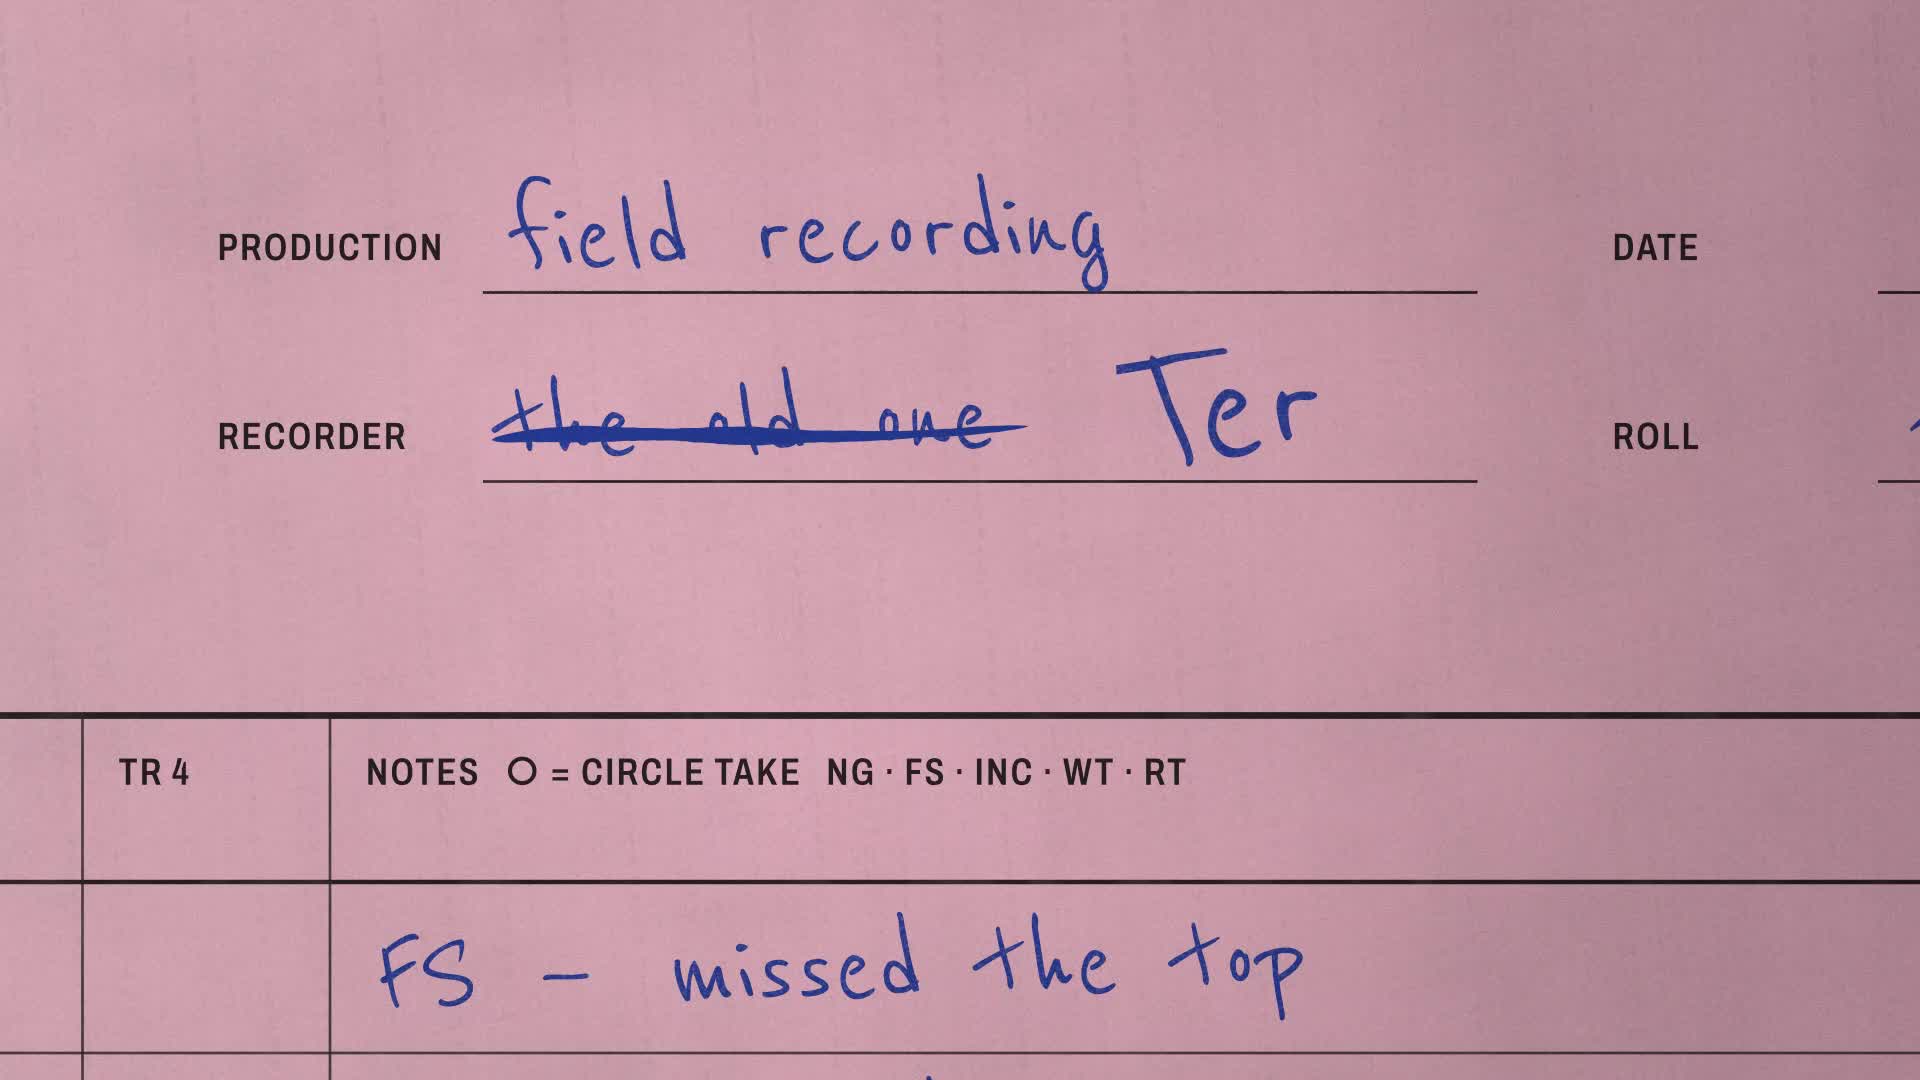 PRODUCTION field recording DATE
RECORDER the old one Ter ROLL
TR 4 NOTES O = CIRCLE TAKE NG · FS · INC · WT · RT
FS – missed the top